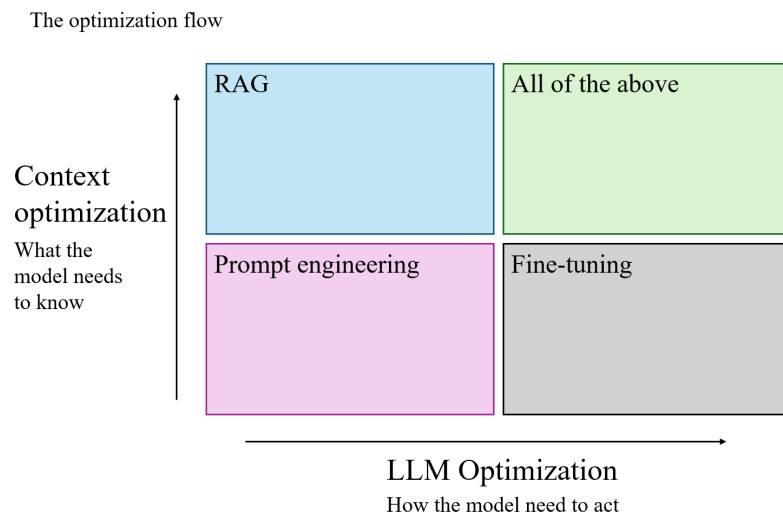 The optimization flow
RAG
All of the above
Context
optimization
What the
model needs
to know
Prompt engineering
Fine-tuning
LLM Optimization
How the model need to act